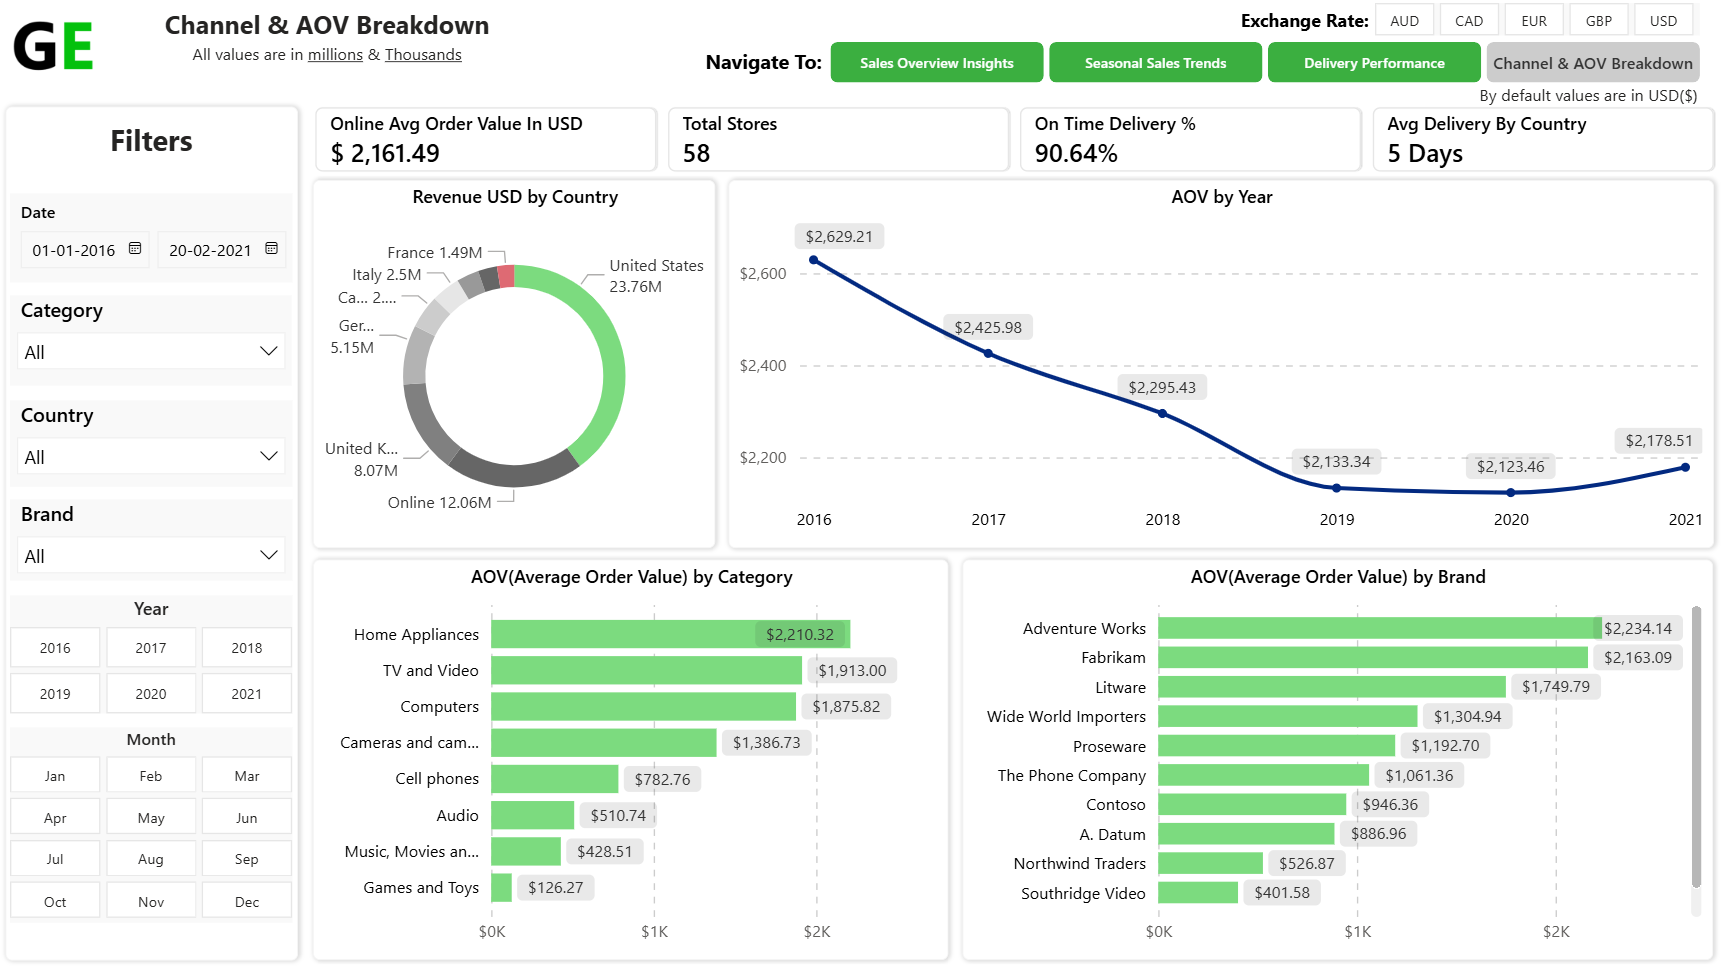 GE
Channel & AOV Breakdown
All values are in millions & Thousands
Exchange Rate:
AUD
CAD
EUR
GBP
USD
Navigate To:
Sales Overview Insights
Seasonal Sales Trends
Delivery Performance
Channel & AOV Breakdown
By default values are in USD($)
Filters
Date
01-01-2016
20-02-2021
Category
All
Country
All
Brand
All
Year
2016
2017
2018
2019
2020
2021
Month
Jan
Feb
Mar
Apr
May
Jun
Jul
Aug
Sep
Oct
Nov
Dec
Online Avg Order Value In USD
$ 2,161.49
Total Stores
58
On Time Delivery %
90.64%
Avg Delivery By Country
5 Days
Revenue USD by Country
France 1.49M
Italy 2.5M
Ca... 2....
Ger...
5.15M
United K...
8.07M
Online 12.06M
United States
23.76M
AOV by Year
$2,600
$2,400
$2,200
$2,629.21
$2,425.98
$2,295.43
$2,133.34
$2,123.46
$2,178.51
2016
2017
2018
2019
2020
2021
AOV(Average Order Value) by Category
Home Appliances
$2,210.32
TV and Video
$1,913.00
Computers
$1,875.82
Cameras and cam...
$1,386.73
Cell phones
$782.76
Audio
$510.74
Music, Movies an...
$428.51
Games and Toys
$126.27
$0K
$1K
$2K
AOV(Average Order Value) by Brand
Adventure Works
$2,234.14
Fabrikam
$2,163.09
Litware
$1,749.79
Wide World Importers
$1,304.94
Proseware
$1,192.70
The Phone Company
$1,061.36
Contoso
$946.36
A. Datum
$886.96
Northwind Traders
$526.87
Southridge Video
$401.58
$0K
$1K
$2K